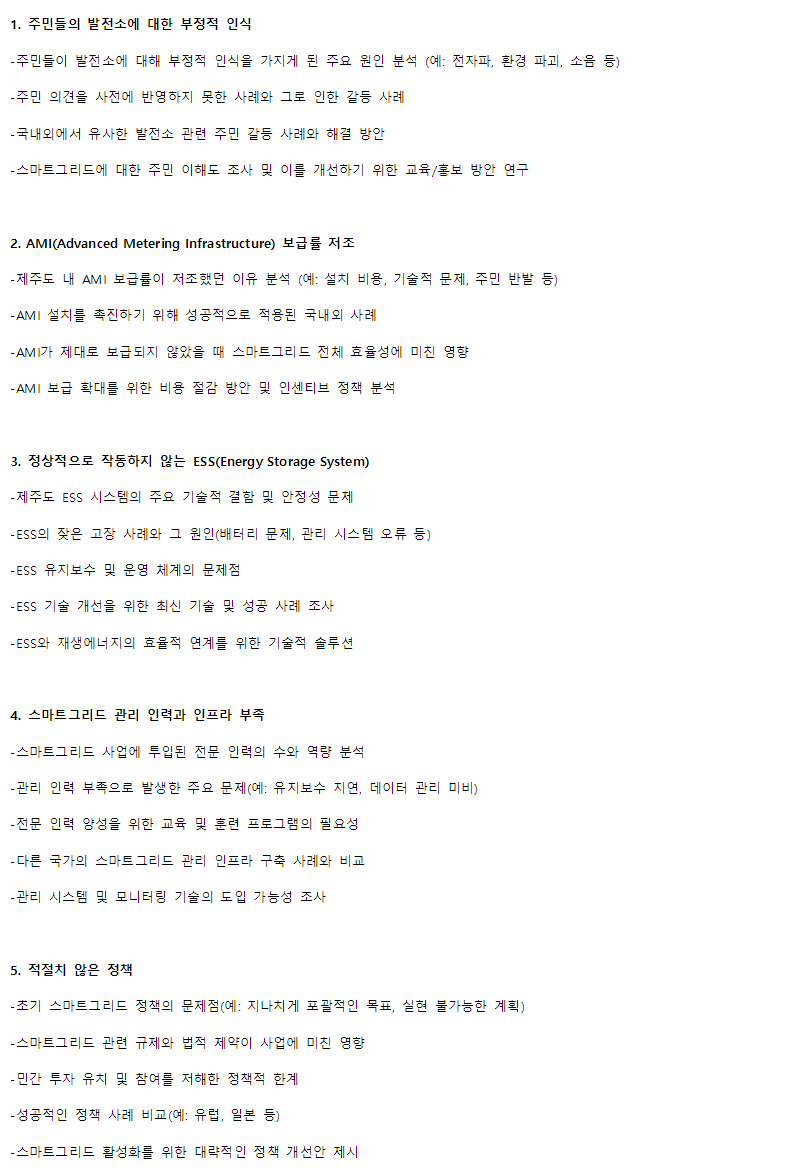 1. 주민들의 발전소에 대한 부정적 인식
-주민들이 발전소에 대해 부정적 인식을 가지게 된 주요 원인 분석 (예: 전자파, 환경 파괴, 소음 등)
-주민 의견을 사전에 반영하지 못한 사례와 그로 인한 갈등 사례
-국내외에서 유사한 발전소 관련 주민 갈등 사례와 해결 방안
-스마트그리드에 대한 주민 이해도 조사 및 이를 개선하기 위한 교육/홍보 방안 연구
2. AMI(Advanced Metering Infrastructure) 보급률 저조
-제주도 내 AMI 보급률이 저조했던 이유 분석 (예: 설치 비용, 기술적 문제, 주민 반발 등)
-AMI 설치를 촉진하기 위해 성공적으로 적용된 국내외 사례
-AMI가 제대로 보급되지 않았을 때 스마트그리드 전체 효율성에 미친 영향
-AMI 보급 확대를 위한 비용 절감 방안 및 인센티브 정책 분석
3. 정상적으로 작동하지 않는 ESS(Energy Storage System)
-제주도 ESS 시스템의 주요 기술적 결함 및 안정성 문제
-ESS의 잦은 고장 사례와 그 원인(배터리 문제, 관리 시스템 오류 등)
-ESS 유지보수 및 운영 체계의 문제점
-ESS 기술 개선을 위한 최신 기술 및 성공 사례 조사
-ESS와 재생에너지의 효율적 연계를 위한 기술적 솔루션
4. 스마트그리드 관리 인력과 인프라 부족
-스마트그리드 사업에 투입된 전문 인력의 수와 역량 분석
-관리 인력 부족으로 발생한 주요 문제(예: 유지보수 지연, 데이터 관리 미비)
-전문 인력 양성을 위한 교육 및 훈련 프로그램의 필요성
-다른 국가의 스마트그리드 관리 인프라 구축 사례와 비교
-관리 시스템 및 모니터링 기술의 도입 가능성 조사
5. 적절치 않은 정책
-초기 스마트그리드 정책의 문제점(예: 지나치게 포괄적인 목표, 실현 불가능한 계획)
-스마트그리드 관련 규제와 법적 제약이 사업에 미친 영향
-민간 투자 유치 및 참여를 저해한 정책적 한계
-성공적인 정책 사례 비교(예: 유럽, 일본 등)
-스마트그리드 활성화를 위한 대략적인 정책 개선안 제시